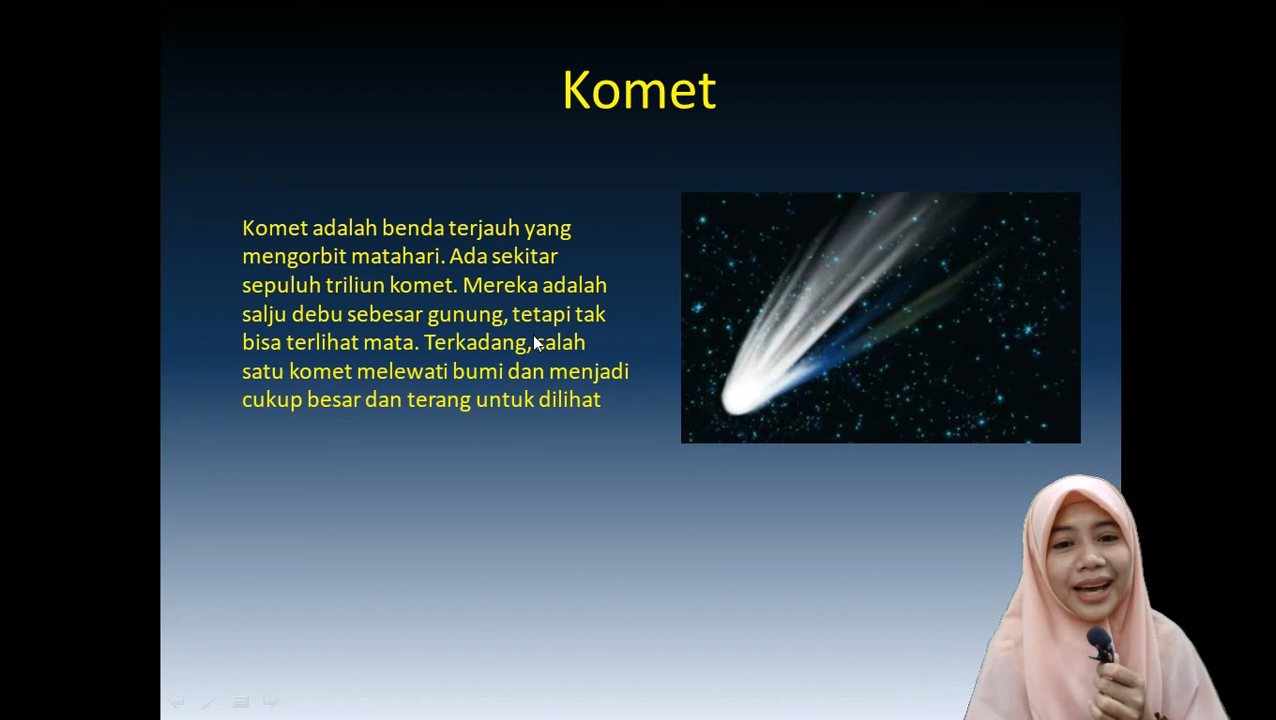 Komet
Komet adalah benda terjauh yang
mengorbit matahari. Ada sekitar
sepuluh triliun komet. Mereka adalah
salju debu sebesar gunung, tetapi tak
bisa terlihat mata. Terkadang, salah
satu komet melewati bumi dan menjadi
cukup besar dan terang untuk dilihat